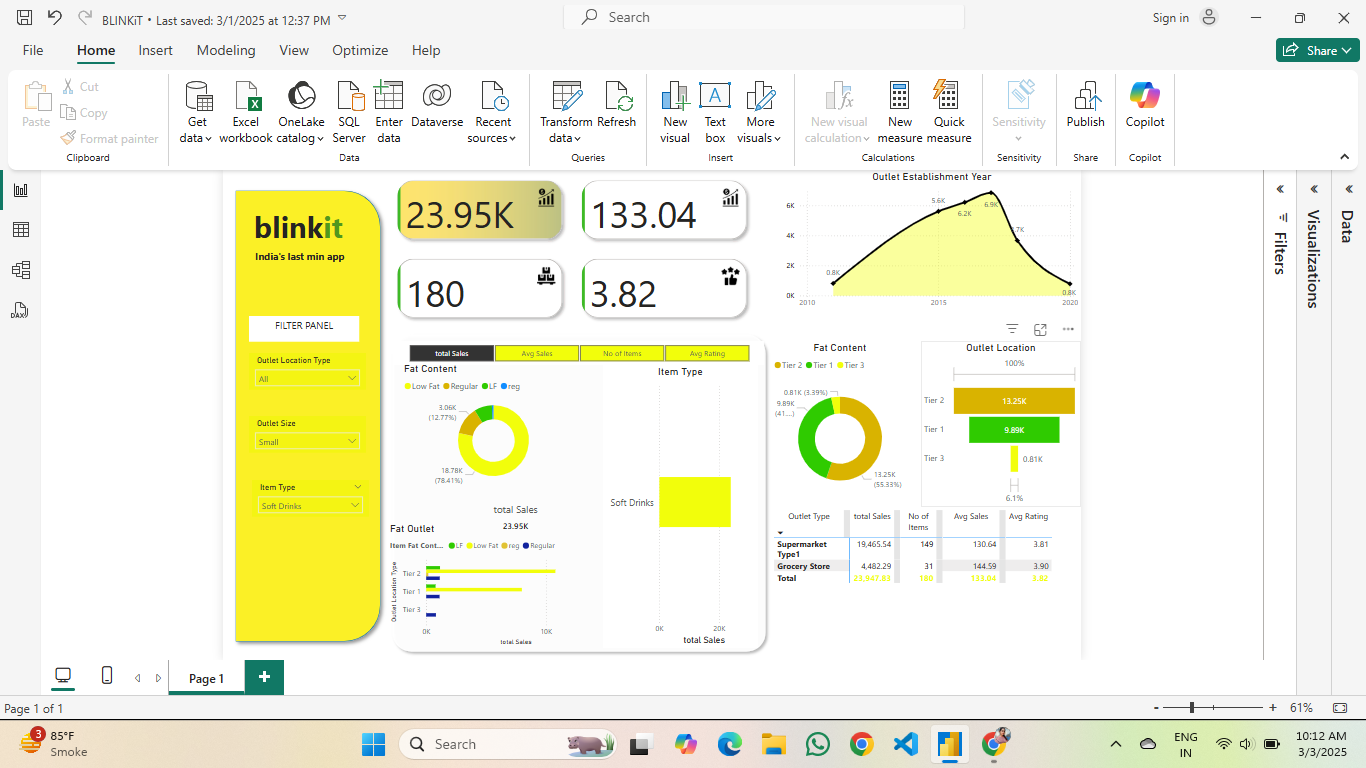 BLINKiT • Last saved: 3/1/2025 at 12:37 PM
Search
Sign in
File Home Insert Modeling View Optimize Help
Share
Paste
Cut
Copy
Format painter
Clipboard
Get data
Excel workbook
OneLake catalog
SQL Server
Enter data
Dataverse
Recent sources
Data
Transform data
Refresh
Queries
New visual
Text box
More visuals
Insert
New visual calculation
New measure
Quick measure
Calculations
Sensitivity
Sensitivity
Publish
Share
Copilot
Copilot
DAX
blinkit
India's last min app
FILTER PANEL
Outlet Location Type
All
Outlet Size
Small
Item Type
Soft Drinks
23.95K
133.04
180
3.82
Outlet Establishment Year
6K
4K
2K
0K
0.8K
5.6K
6.2K
6.9K
0.8K
2010 2015 2020
total Sales Avg Sales No of Items Avg Rating
Fat Content
Low Fat Regular LF reg
3.06K
(12.77%)
18.78K
(78.41%)
total Sales
23.95K
Item Type
Soft Drinks
0K 20K
total Sales
Fat Outlet
Item Fat Cont... LF Low Fat reg Regular
Outlet Location Type
Tier 2
Tier 1
Tier 3
0K 10K
total Sales
Fat Content
Tier 2 Tier 1 Tier 3
0.81K (3.39%)
9.89K
(41....)
13.25K
(55.33%)
Outlet Location
100%
Tier 2 13.25K
Tier 1 9.89K
Tier 3 0.81K
6.1%
Outlet Type total Sales No of Items Avg Sales Avg Rating
Supermarket Type1 19,465.54 149 130.64 3.81
Grocery Store 4,482.29 31 144.59 3.90
Total 23,947.83 180 133.04 3.82
Filters
Visualizations
Data
Page 1
Page 1 of 1
61%
3
85°F
Smoke
Search
ENG
IN
10:12 AM
3/3/2025